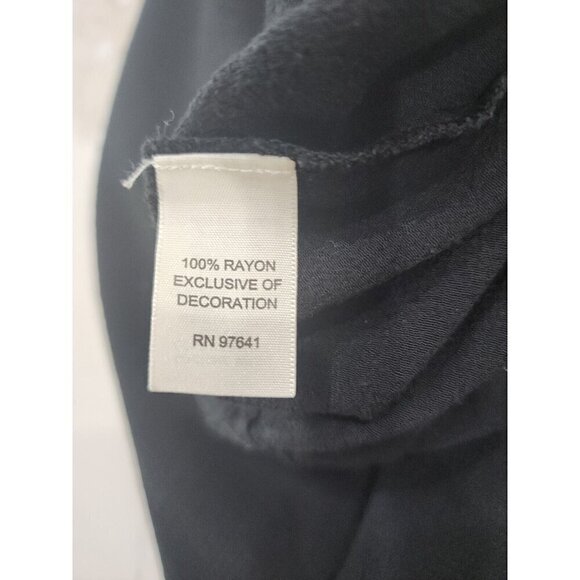 100% RAYON
EXCLUSIVE OF
DECORATION
RN 97641